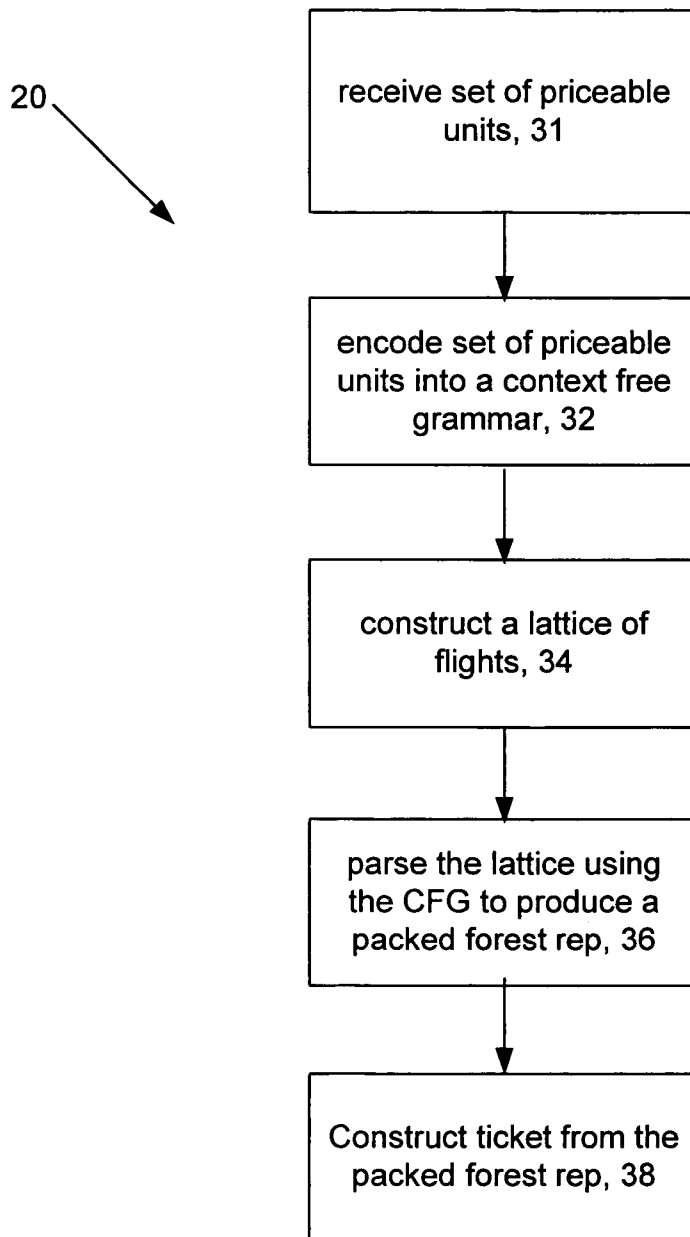 20
receive set of priceable
units, 31
encode set of priceable
units into a context free
grammar, 32
construct a lattice of
flights, 34
parse the lattice using
the CFG to produce a
packed forest rep, 36
Construct ticket from the
packed forest rep, 38